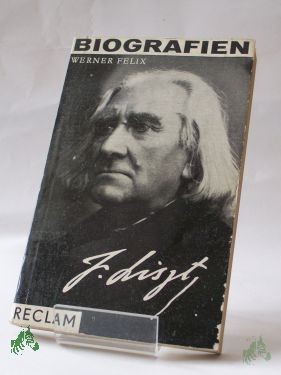 BIOGRAFIEN
WERNER FELIX
F. Liszt
RECLAM